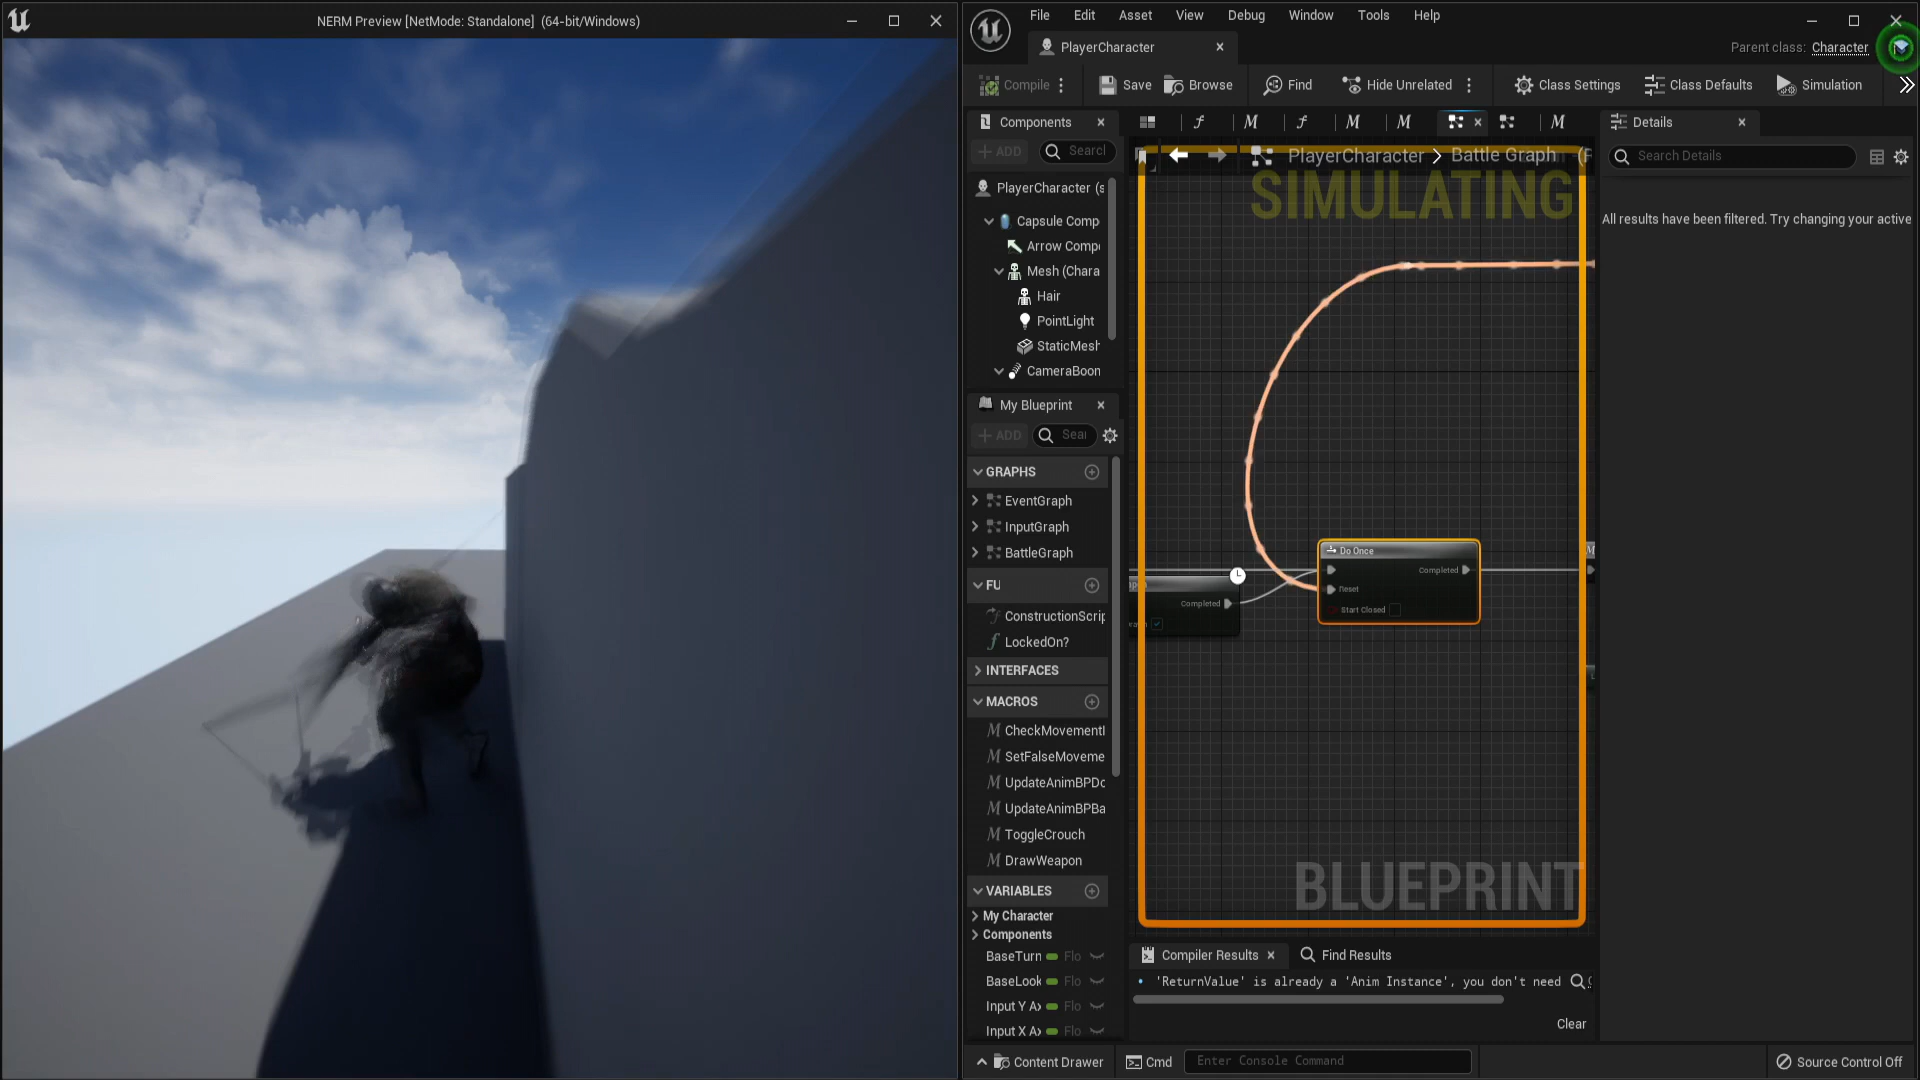 NERM Preview [NetMode: Standalone]  (64-bit/Windows)
File
Edit
Asset
View
Debug
Window
Tools
Help
PlayerCharacter
Parent class: Character
Compile
Save
Browse
Find
Hide Unrelated
Class Settings
Class Defaults
Simulation
Components
ADD
Search
PlayerCharacter (s
Capsule Comp
Arrow Comp
Mesh (Chara
Hair
PointLight
StaticMesh
CameraBoon
PlayerCharacter > Battle Graph
SIMULATING
Do Once
Completed
Reset
Start Closed
Completed
BLUEPRINT
Details
Search Details
All results have been filtered. Try changing your active
My Blueprint
ADD
Sear
GRAPHS
EventGraph
InputGraph
BattleGraph
FU
ConstructionScrip
LockedOn?
INTERFACES
MACROS
CheckMovementI
SetFalseMoveme
UpdateAnimBPDo
UpdateAnimBPBa
ToggleCrouch
DrawWeapon
VARIABLES
My Character
Components
BaseTurn Flo
BaseLook Flo
Input Y Ax Flo
Input X Ax Flo
Compiler Results
Find Results
'ReturnValue' is already a 'Anim Instance', you don't need
Clear
Content Drawer
Cmd
Enter Console Command
Source Control Off